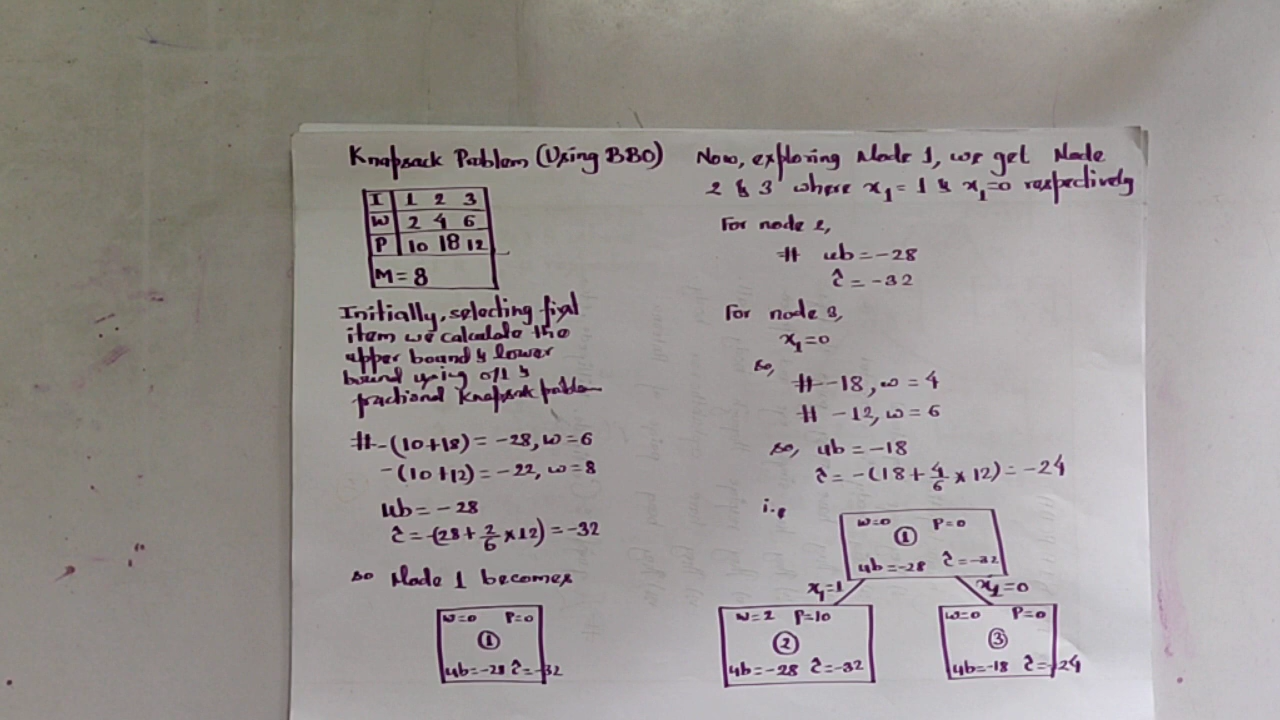 Knapsack Problem (Using BBO)
I 1 2 3
W 2 4 6
P 10 18 12
M = 8
Initially, selecting first
item we calculate the
upper bound & lower
bound using 0/1 &
fractional Knapsack problem
# -(10+18) = -28, w=6
-(10+12) = -22, w=8
ub = -28
ĉ = -(28 + 2/6 × 12) = -32
so Node 1 becomes
w=0 P=0
①
ub=-28 ĉ=-32
Now, exploring Node 1, we get Node
2 & 3 where x₁ = 1 & x₁=0 respectively
For node 2,
# ub = -28
ĉ = -32
For node 3,
x₁=0
so,
# -18, w = 4
# -12, w = 6
so, ub = -18
ĉ = -(18 + 4/6 × 12) = -24
i.e
w=0 P=0
①
ub=-28 ĉ=-32
x₁=1 x₁=0
w=2 P=10
②
ub=-28 ĉ=-32
w=0 P=0
③
ub=-18 ĉ=-24